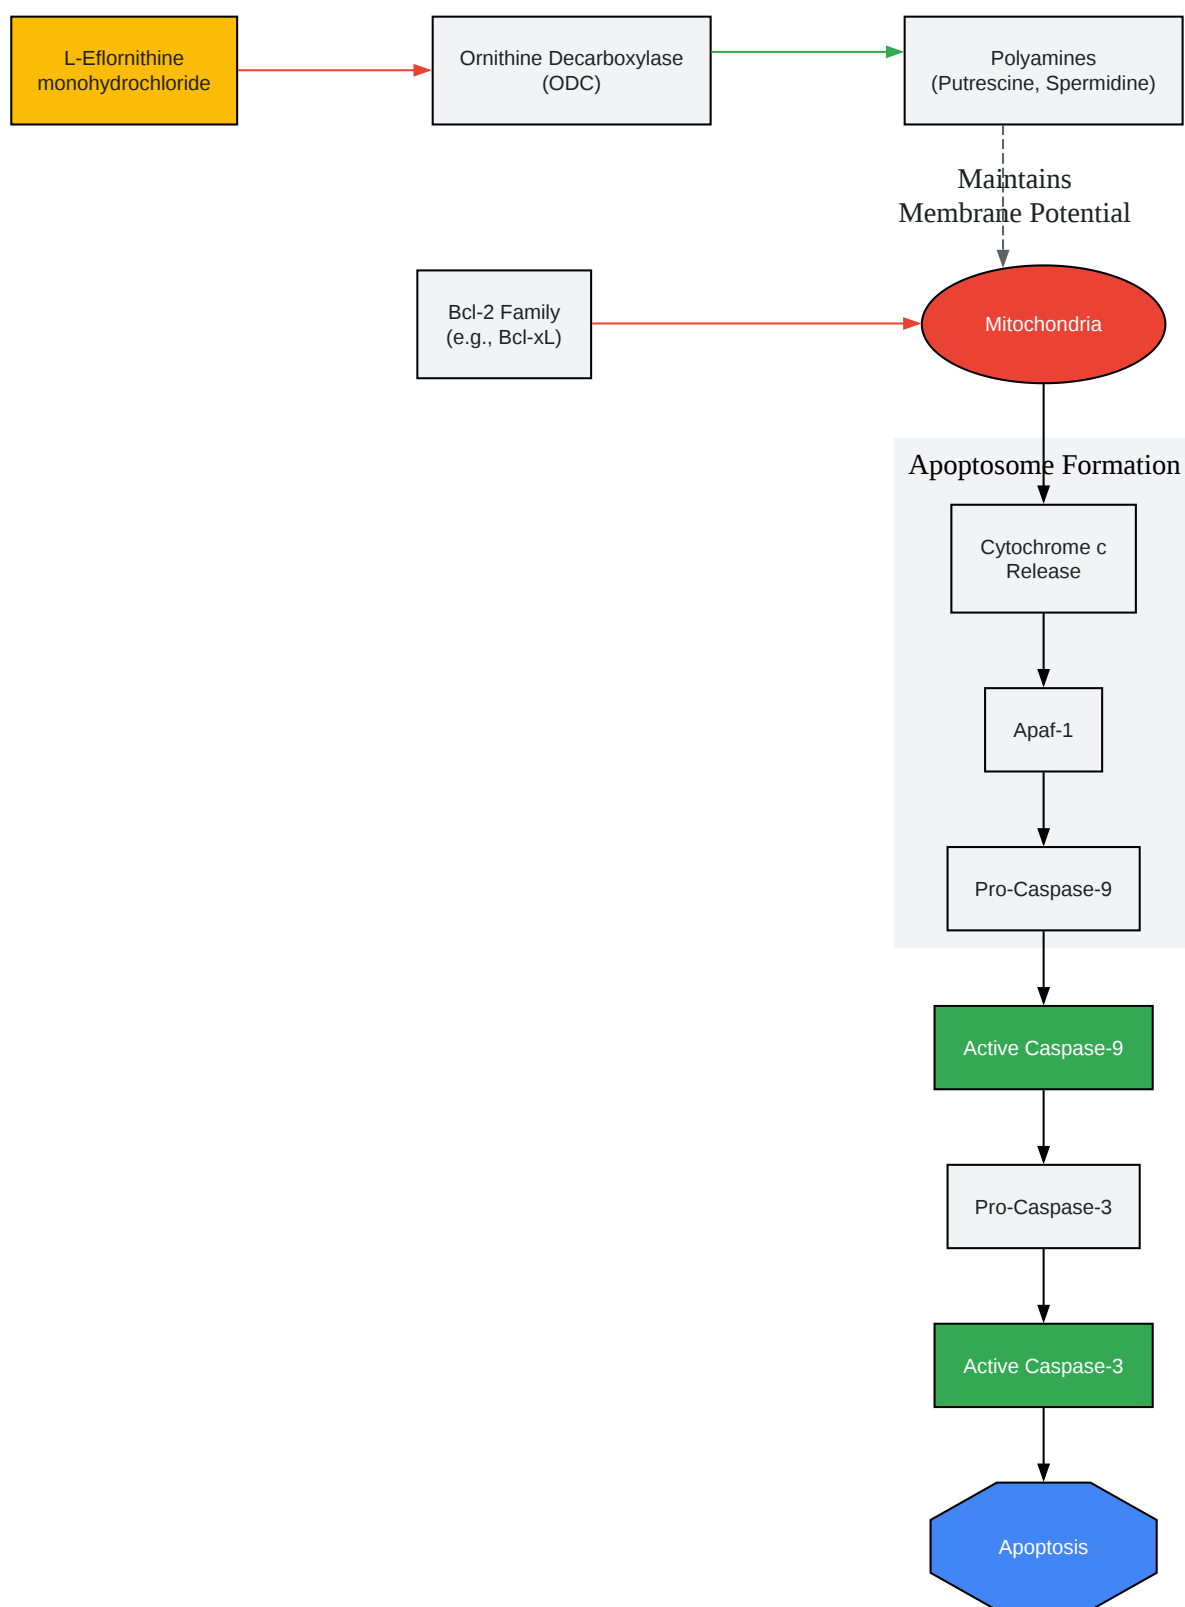 L-Eflornithine
monohydrochloride
Ornithine Decarboxylase
(ODC)
Polyamines
(Putrescine, Spermidine)
Maintains
Membrane Potential
Bcl-2 Family
(e.g., Bcl-xL)
Mitochondria
Apoptosome Formation
Cytochrome c
Release
Apaf-1
Pro-Caspase-9
Active Caspase-9
Pro-Caspase-3
Active Caspase-3
Apoptosis